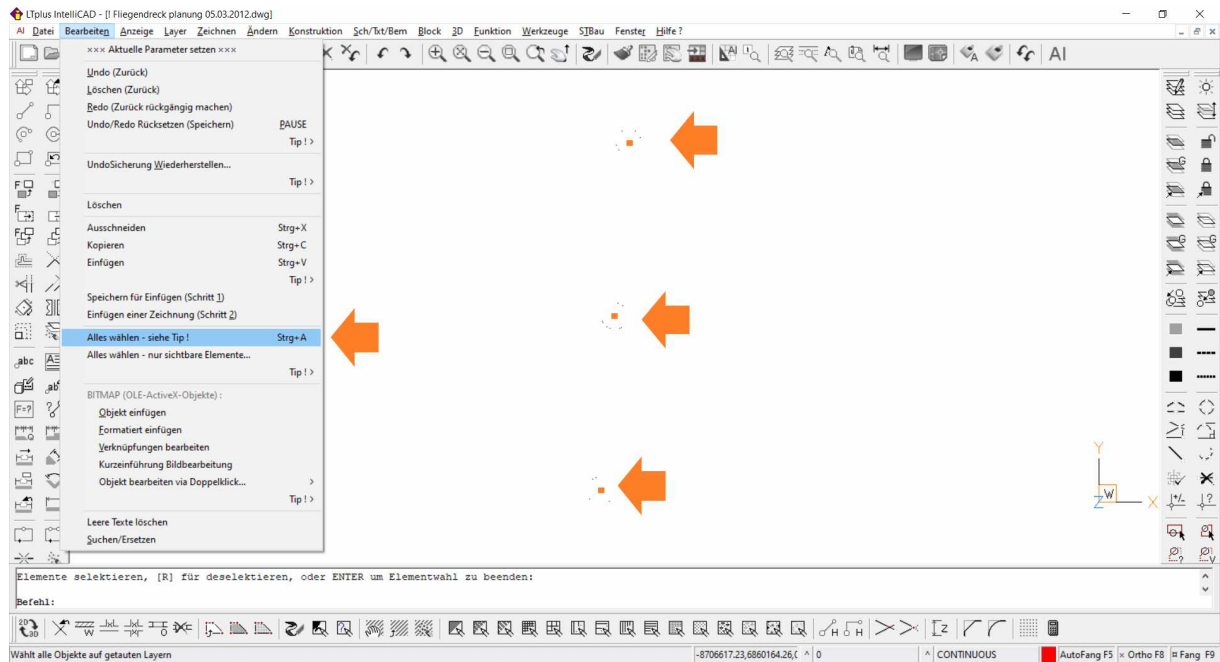 LTplus IntelliCAD - [! Fliegendreck planung 05.03.2012.dwg]
AI Datei Bearbeiten Anzeige Layer Zeichnen Ändern Konstruktion Sch/Txt/Bem Block 3D Funktion Werkzeuge STBau Fenster Hilfe ?
××× Aktuelle Parameter setzen ×××
AI
Undo (Zurück)
Löschen (Zurück)
Redo (Zurück rückgängig machen)
Undo/Redo Rücksetzen (Speichern) PAUSE
Tip ! >
UndoSicherung Wiederherstellen...
Tip ! >
Löschen
Ausschneiden Strg+X
Kopieren Strg+C
Einfügen Strg+V
Tip ! >
Speichern für Einfügen (Schritt 1)
Einfügen einer Zeichnung (Schritt 2)
Alles wählen - siehe Tip ! Strg+A
Alles wählen - nur sichtbare Elemente...
Tip ! >
BITMAP (OLE-ActiveX-Objekte) :
Objekt einfügen
Formatiert einfügen
Verknüpfungen bearbeiten
Kurzeinführung Bildbearbeitung
Objekt bearbeiten via Doppelklick... >
Tip ! >
Leere Texte löschen
Suchen/Ersetzen
abc
F=?
Y
W
Z
X
Elemente selektieren, [R] für deselektieren, oder ENTER um Elementwahl zu beenden:
Befehl:
Wählt alle Objekte auf getauten Layern
-8706617.23,6860164.26,( ^ 0 ^ CONTINUOUS AutoFang F5 × Ortho F8 ¤ Fang F9